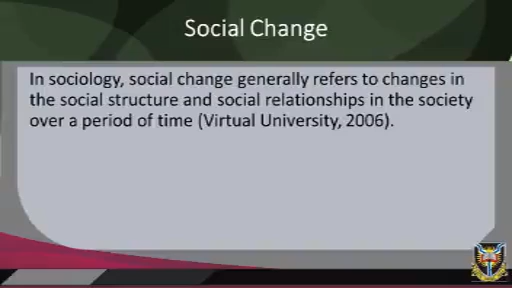 Social Change
In sociology, social change generally refers to changes in
the social structure and social relationships in the society
over a period of time (Virtual University, 2006).